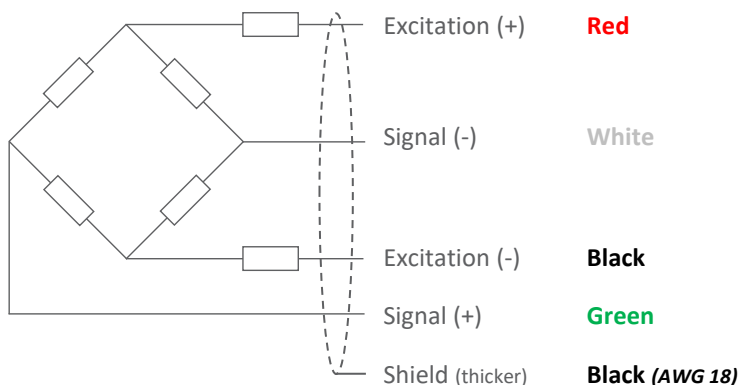 Excitation (+) Red
Signal (-) White
Excitation (-) Black
Signal (+) Green
Shield (thicker) Black (AWG 18)